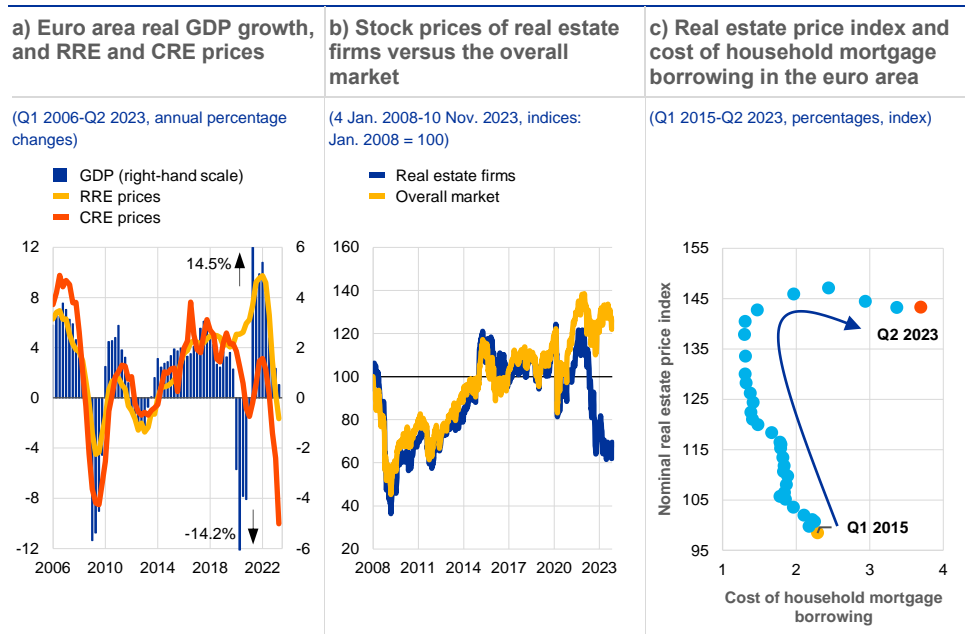 a) Euro area real GDP growth,
and RRE and CRE prices
(Q1 2006-Q2 2023, annual percentage
changes)
GDP (right-hand scale)
RRE prices
CRE prices
12
8
4
0
-4
-8
-12
6
4
2
0
-2
-4
-6
14.5%
-14.2%
2006
2010
2014
2018
2022
b) Stock prices of real estate
firms versus the overall
market
(4 Jan. 2008-10 Nov. 2023, indices:
Jan. 2008 = 100)
Real estate firms
Overall market
160
140
120
100
80
60
40
20
2008
2011
2014
2017
2020
2023
c) Real estate price index and
cost of household mortgage
borrowing in the euro area
(Q1 2015-Q2 2023, percentages, index)
Nominal real estate price index
155
145
135
125
115
105
95
Q2 2023
Q1 2015
1
2
3
4
Cost of household mortgage
borrowing